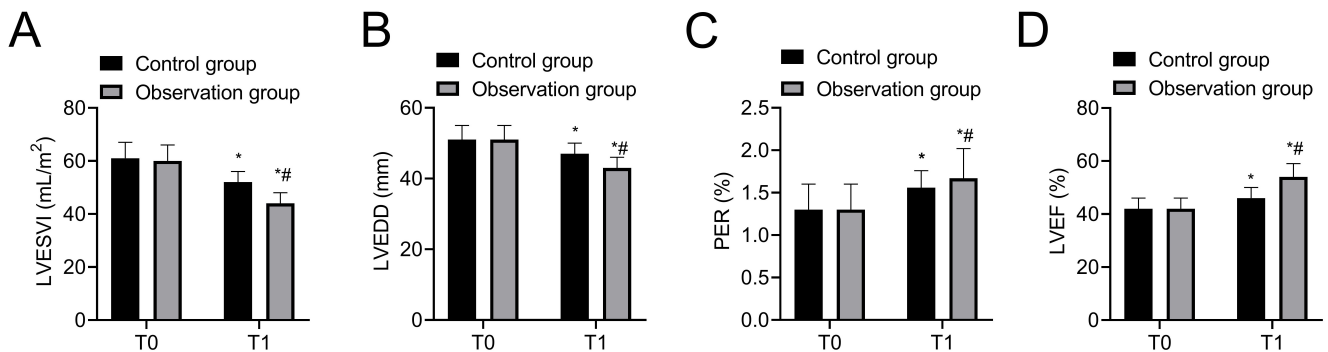 A
Control group
Observation group
LVESVI (mL/m²)
80
60
40
20
0
*
*#
T0
T1
B
Control group
Observation group
LVEDD (mm)
60
40
20
0
*
*#
T0
T1
C
Control group
Observation group
PER (%)
2.5
2.0
1.5
1.0
0.5
0.0
*
*#
T0
T1
D
Control group
Observation group
LVEF (%)
80
60
40
20
0
*
*#
T0
T1